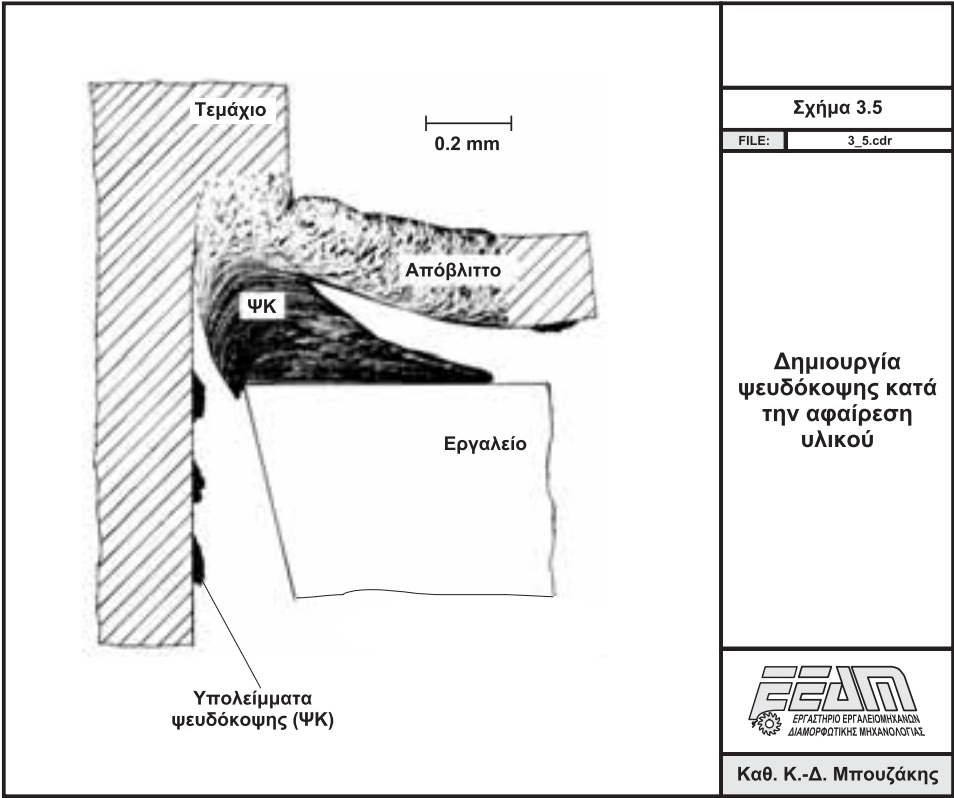 Τεμάχιο
0.2 mm
Απόβλιττο
ΨΚ
Εργαλείο
Υπολείμματα
ψευδόκοψης (ΨΚ)
Σχήμα 3.5
FILE: 3_5.cdr
Δημιουργία
ψευδόκοψης κατά
την αφαίρεση
υλικού
ΕΕΔΜ
ΕΡΓΑΣΤΗΡΙΟ ΕΡΓΑΛΕΙΟΜΗΧΑΝΩΝ
ΔΙΑΜΟΡΦΩΤΙΚΗΣ ΜΗΧΑΝΟΛΟΓΙΑΣ
Καθ. Κ.-Δ. Μπουζάκης